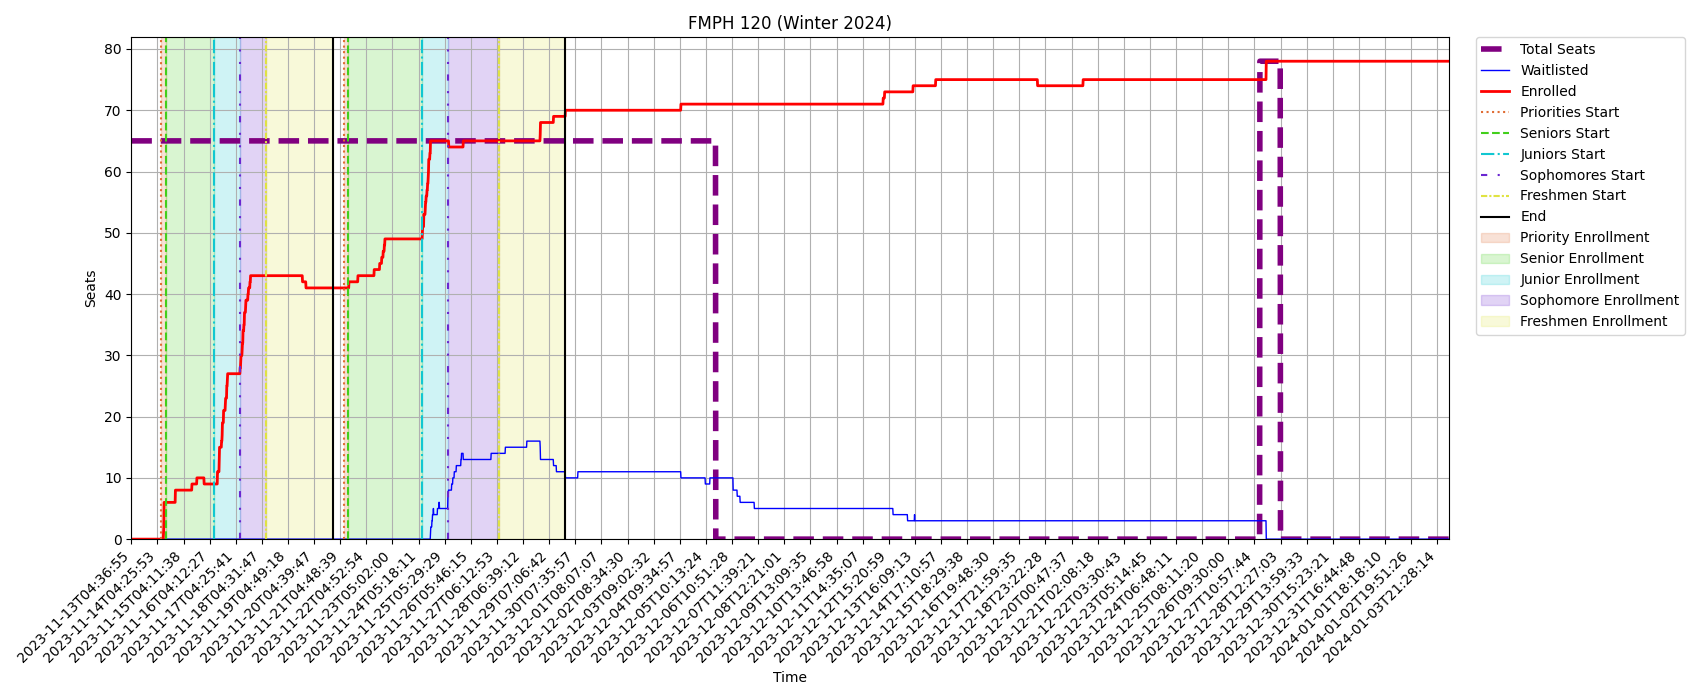 FMPH 120 (Winter 2024)
80
70
60
50
40
30
20
10
0
Seats
2023-11-13T04:36:55
2023-11-14T04:25:53
2023-11-15T04:11:38
2023-11-16T04:12:27
2023-11-17T04:25:41
2023-11-18T04:31:47
2023-11-19T04:49:18
2023-11-20T04:39:47
2023-11-21T04:48:39
2023-11-22T04:52:54
2023-11-23T05:02:00
2023-11-24T05:18:11
2023-11-25T05:29:29
2023-11-26T05:46:15
2023-11-27T06:12:53
2023-11-28T06:39:12
2023-11-29T07:06:42
2023-11-30T07:35:57
2023-12-01T08:07:07
2023-12-02T08:34:30
2023-12-03T09:02:32
2023-12-04T09:34:57
2023-12-05T10:13:24
2023-12-06T10:51:28
2023-12-07T11:39:21
2023-12-08T12:21:01
2023-12-09T13:09:35
2023-12-10T13:46:58
2023-12-11T14:35:07
2023-12-12T15:20:59
2023-12-13T16:09:13
2023-12-14T17:10:57
2023-12-15T18:29:38
2023-12-16T19:48:30
2023-12-17T21:59:35
2023-12-18T23:22:28
2023-12-20T00:47:37
2023-12-21T02:08:18
2023-12-22T03:30:43
2023-12-23T05:14:45
2023-12-24T06:48:11
2023-12-25T08:11:20
2023-12-26T09:30:00
2023-12-27T10:57:44
2023-12-28T12:27:03
2023-12-29T13:59:33
2023-12-30T15:23:21
2023-12-31T16:44:48
2024-01-01T18:18:10
2024-01-02T19:51:26
2024-01-03T21:28:14
Time
Total Seats
Waitlisted
Enrolled
Priorities Start
Seniors Start
Juniors Start
Sophomores Start
Freshmen Start
End
Priority Enrollment
Senior Enrollment
Junior Enrollment
Sophomore Enrollment
Freshmen Enrollment